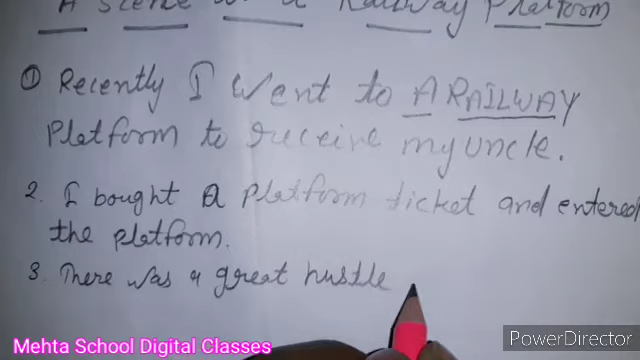 A Scene at a Railway Platform
① Recently I went to A RAILWAY
Platform to receive my uncle.
2. I bought a platform ticket and entered
the platform.
3. There was a great hustle
Mehta School Digital Classes
PowerDirector